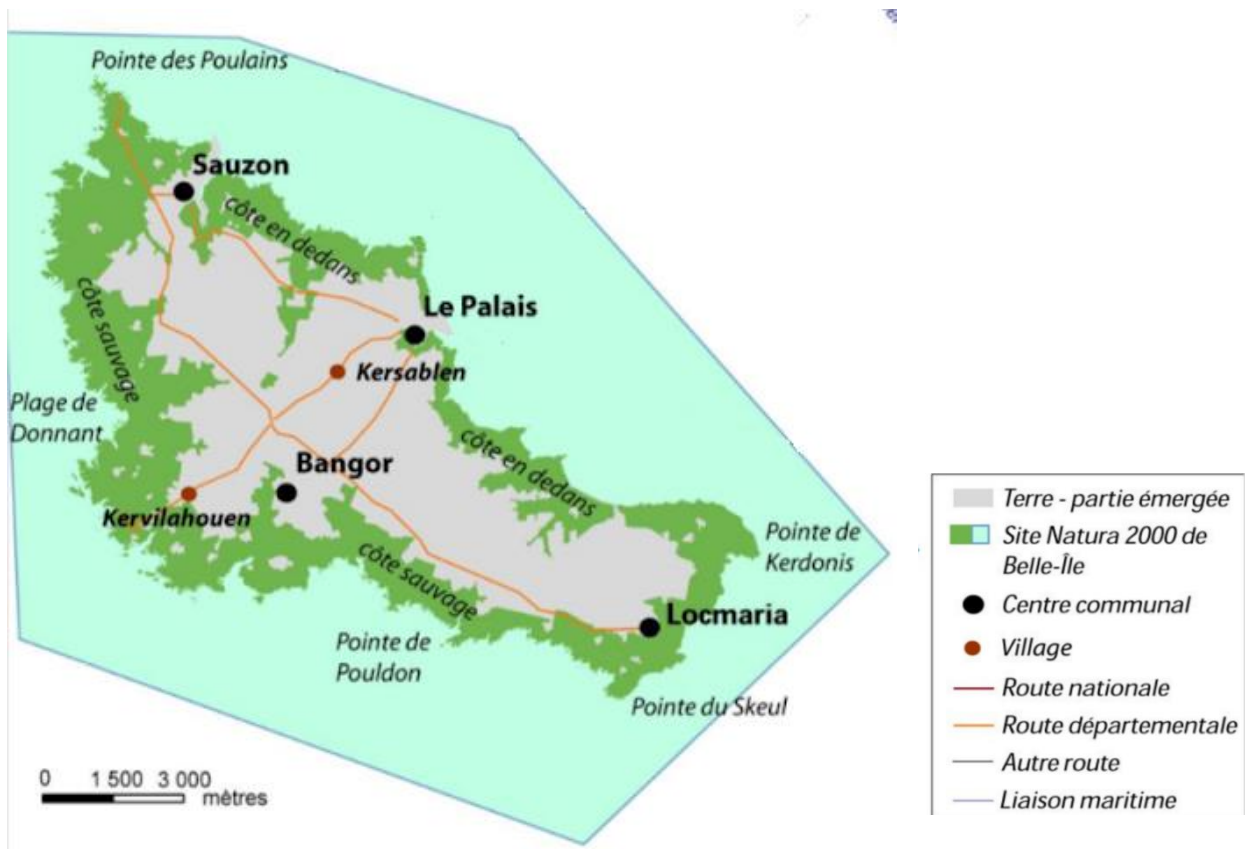 Pointe des Poulains
Sauzon
côte en dedans
côte sauvage
Le Palais
Kersablen
Plage de
Donnant
Bangor
côte en dedans
Kervilahouen
Pointe de
Kerdonis
côte sauvage
Locmaria
Pointe de
Pouldon
Pointe du Skeul
0 1 500 3 000
mètres
Terre - partie émergée
Site Natura 2000 de
Belle-Île
Centre communal
Village
Route nationale
Route départementale
Autre route
Liaison maritime